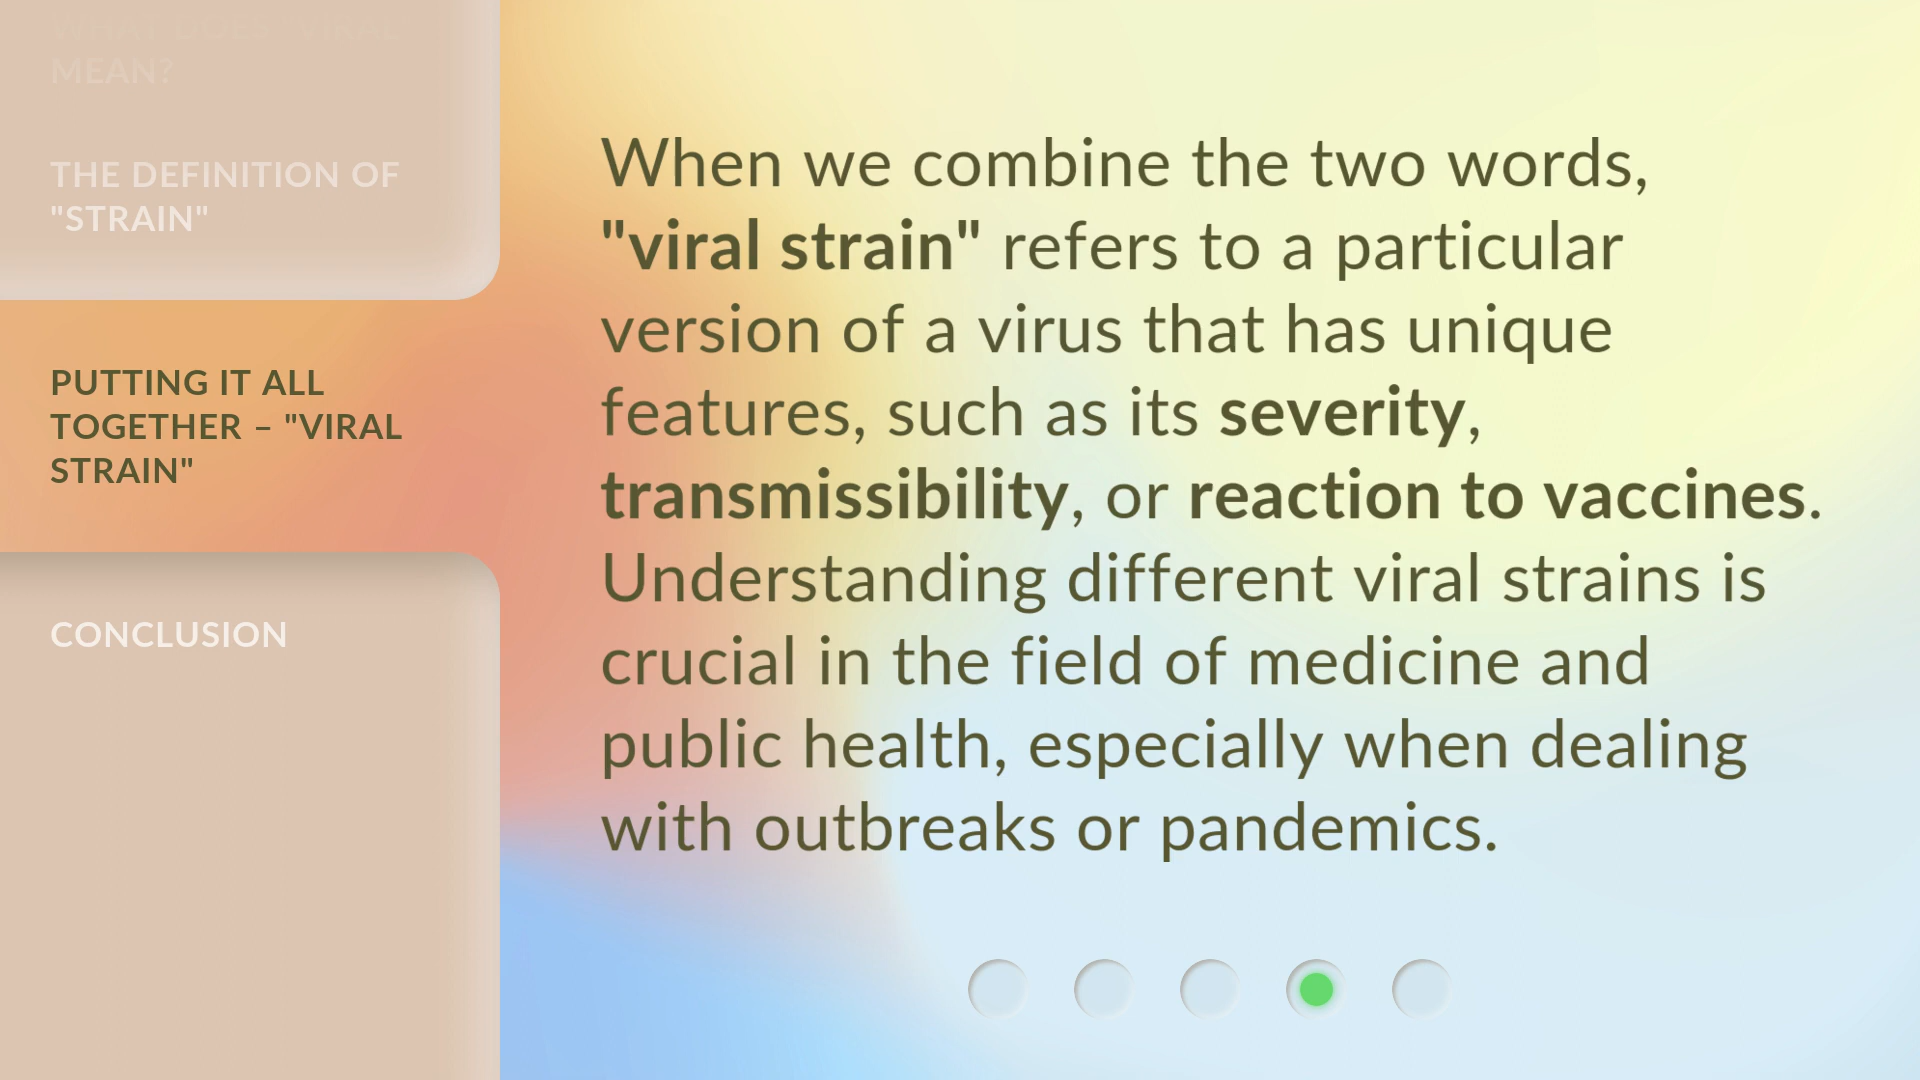 WHAT DOES "VIRAL"
MEAN?
THE DEFINITION OF
"STRAIN"
PUTTING IT ALL
TOGETHER – "VIRAL
STRAIN"
CONCLUSION
When we combine the two words,
"viral strain" refers to a particular
version of a virus that has unique
features, such as its severity,
transmissibility, or reaction to vaccines.
Understanding different viral strains is
crucial in the field of medicine and
public health, especially when dealing
with outbreaks or pandemics.